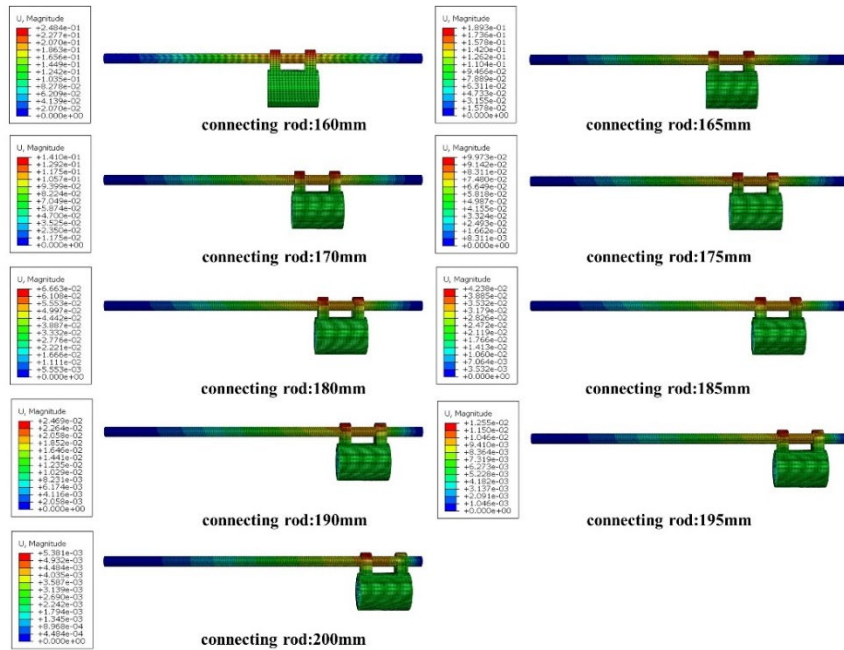 U, Magnitude
+2.484e-01
+2.277e-01
+2.070e-01
+1.863e-01
+1.656e-01
+1.449e-01
+1.242e-01
+1.035e-01
+8.278e-02
+6.209e-02
+4.139e-02
+2.070e-02
+0.000e+00
connecting rod:160mm
U, Magnitude
+1.893e-01
+1.736e-01
+1.578e-01
+1.420e-01
+1.262e-01
+1.104e-01
+9.466e-02
+7.889e-02
+6.311e-02
+4.733e-02
+3.155e-02
+1.578e-02
+0.000e+00
connecting rod:165mm
U, Magnitude
+1.410e-01
+1.292e-01
+1.175e-01
+1.057e-01
+9.399e-02
+8.224e-02
+7.049e-02
+5.874e-02
+4.700e-02
+3.525e-02
+2.350e-02
+1.175e-02
+0.000e+00
connecting rod:170mm
U, Magnitude
+9.973e-02
+9.142e-02
+8.311e-02
+7.480e-02
+6.649e-02
+5.818e-02
+4.987e-02
+4.155e-02
+3.324e-02
+2.493e-02
+1.662e-02
+8.311e-03
+0.000e+00
connecting rod:175mm
U, Magnitude
+6.663e-02
+6.108e-02
+5.553e-02
+4.997e-02
+4.442e-02
+3.887e-02
+3.332e-02
+2.776e-02
+2.221e-02
+1.666e-02
+1.111e-02
+5.553e-03
+0.000e+00
connecting rod:180mm
U, Magnitude
+4.238e-02
+3.885e-02
+3.532e-02
+3.179e-02
+2.826e-02
+2.472e-02
+2.119e-02
+1.766e-02
+1.413e-02
+1.060e-02
+7.064e-03
+3.532e-03
+0.000e+00
connecting rod:185mm
U, Magnitude
+2.469e-02
+2.264e-02
+2.058e-02
+1.852e-02
+1.646e-02
+1.441e-02
+1.235e-02
+1.029e-02
+8.231e-03
+6.174e-03
+4.116e-03
+2.058e-03
+0.000e+00
connecting rod:190mm
U, Magnitude
+1.255e-02
+1.150e-02
+1.046e-02
+9.410e-03
+8.364e-03
+7.319e-03
+6.273e-03
+5.228e-03
+4.182e-03
+3.137e-03
+2.091e-03
+1.046e-03
+0.000e+00
connecting rod:195mm
U, Magnitude
+5.381e-03
+4.932e-03
+4.484e-03
+4.035e-03
+3.587e-03
+3.139e-03
+2.690e-03
+2.242e-03
+1.794e-03
+1.345e-03
+8.968e-04
+4.484e-04
+0.000e+00
connecting rod:200mm